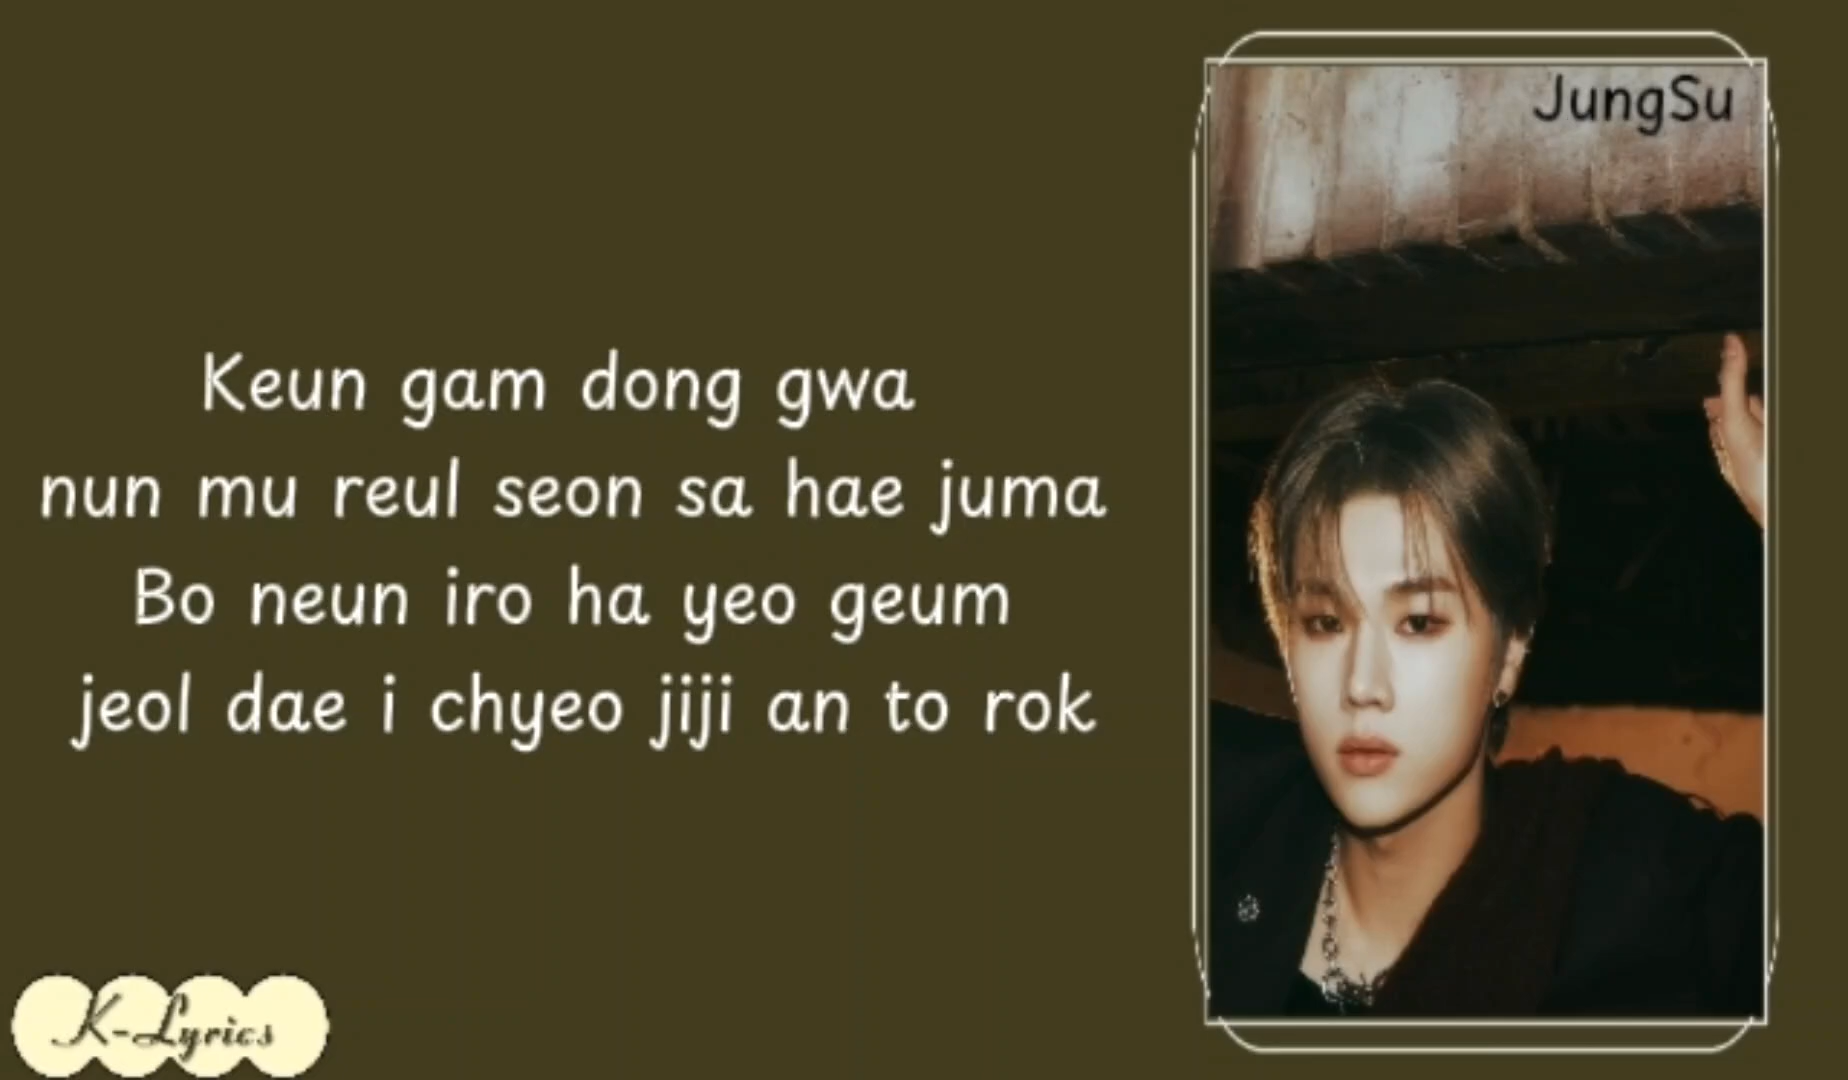 JungSu
Keun gam dong gwa
nun mu reul seon sa hae juma
Bo neun iro ha yeo geum
jeol dae i chyeo jiji an to rok
K-Lyrics